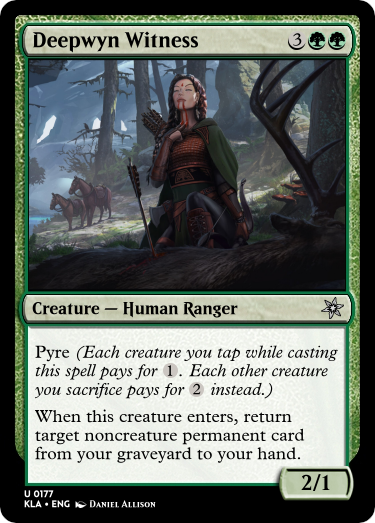 Deepwyn Witness 3
Creature — Human Ranger
Pyre (Each creature you tap while casting
this spell pays for 1. Each other creature
you sacrifice pays for 2 instead.)
When this creature enters, return
target noncreature permanent card
from your graveyard to your hand.
2/1
U 0177
KLA • ENG Daniel Allison